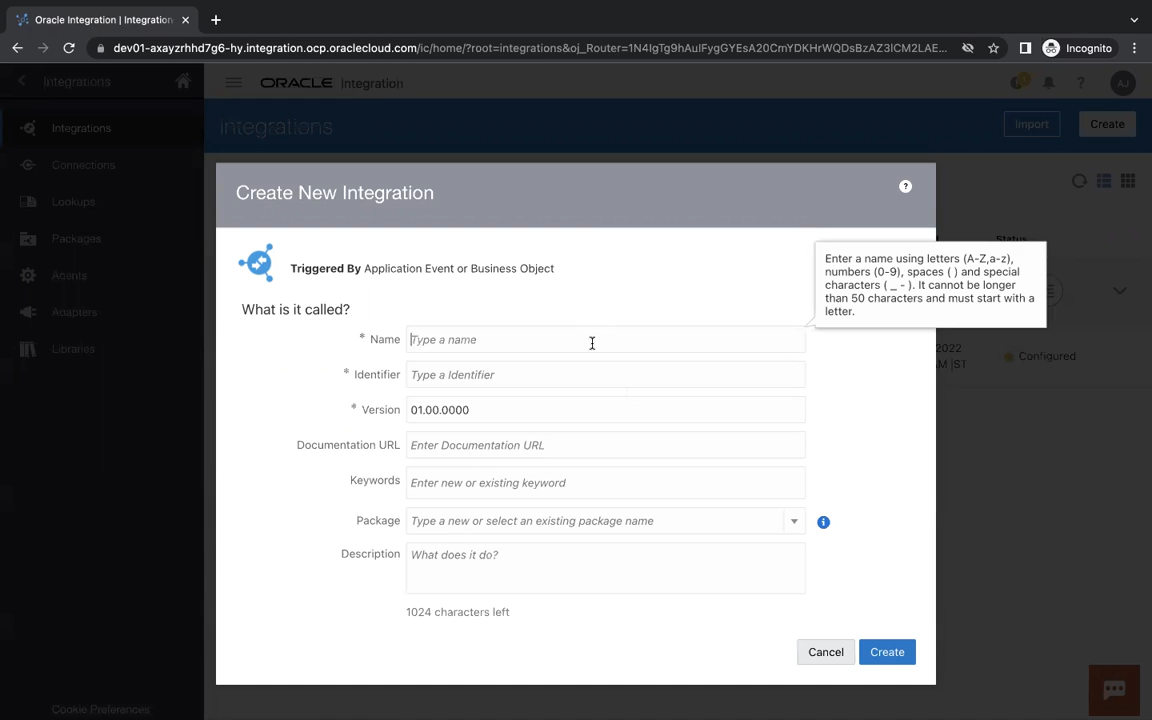 Oracle Integration | Integration
dev01-axayzrhhd7g6-hy.integration.ocp.oraclecloud.com/ic/home/?root=integrations&oj_Router=1N4IgTg9hAuIFygGYEsA20CmYDKHrWQDsBzAZ3ICM2LAE...
Incognito
Integrations
ORACLE Integration
AJ
Integrations
integrations
Import
Create
Connections
Lookups
Packages
Agents
Adapters
Libraries
Cookie Preferences
Status
2022
AM IST
Configured
Create New Integration
?
Triggered By Application Event or Business Object
What is it called?
* Name
Type a name
Enter a name using letters (A-Z,a-z),
numbers (0-9), spaces ( ) and special
characters ( _ - ). It cannot be longer
than 50 characters and must start with a
letter.
* Identifier
Type a Identifier
* Version
01.00.0000
Documentation URL
Enter Documentation URL
Keywords
Enter new or existing keyword
Package
Type a new or select an existing package name
Description
What does it do?
1024 characters left
Cancel
Create